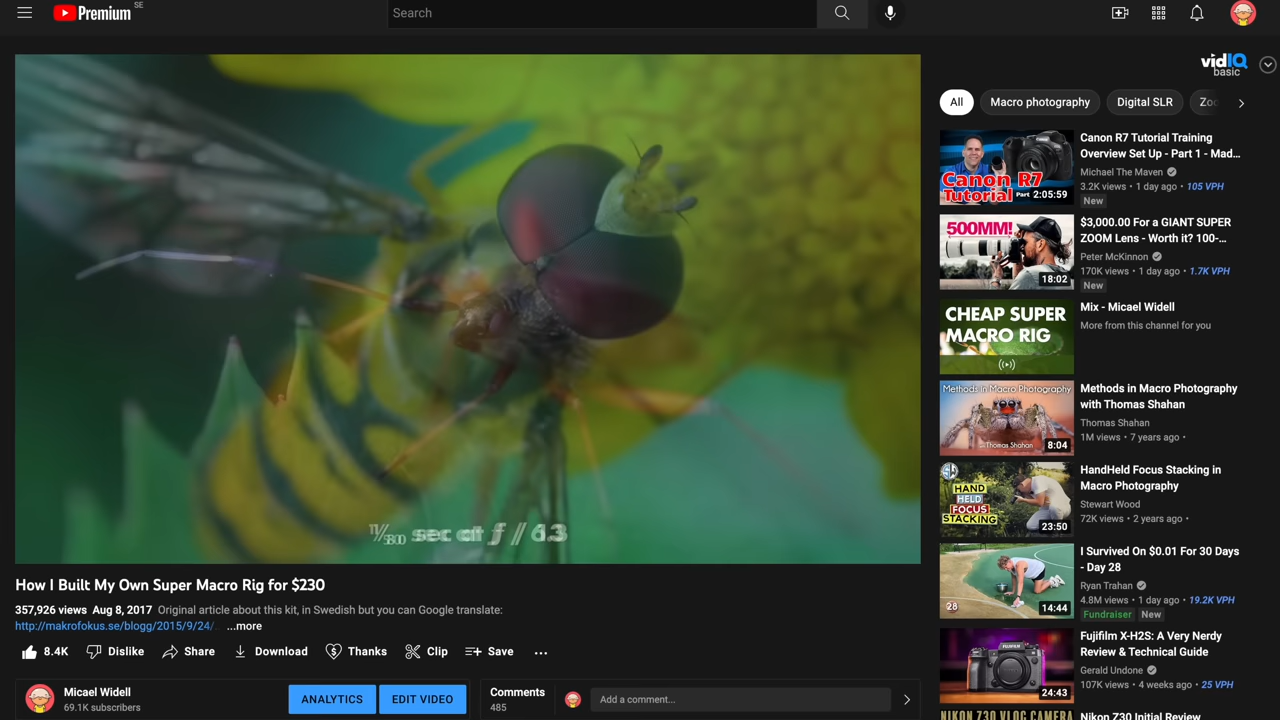 Premium SE
Search
vidIQ
basic
All
Macro photography
Digital SLR
Canon R7
Tutorial Part 1
2:05:59
Canon R7 Tutorial Training
Overview Set Up - Part 1 - Mad...
Michael The Maven
3.2K views • 1 day ago • 105 VPH
New
500MM!
18:02
$3,000.00 For a GIANT SUPER
ZOOM Lens - Worth it? 100-...
Peter McKinnon
170K views • 1 day ago • 1.7K VPH
New
CHEAP SUPER
MACRO RIG
Mix - Micael Widell
More from this channel for you
Methods in Macro Photography
Thomas Shahan
8:04
Methods in Macro Photography
with Thomas Shahan
Thomas Shahan
1M views • 7 years ago •
HAND
HELD
FOCUS
STACKING
23:50
HandHeld Focus Stacking in
Macro Photography
Stewart Wood
72K views • 2 years ago •
28
14:44
I Survived On $0.01 For 30 Days
- Day 28
Ryan Trahan
4.8M views • 1 day ago • 19.2K VPH
Fundraiser New
FUJIFILM
24:43
Fujifilm X-H2S: A Very Nerdy
Review & Technical Guide
Gerald Undone
107K views • 4 weeks ago • 25 VPH
NIKON Z30 VLOG CAMERA
Nikon Z30 Initial Review
sec at f / 6.3
How I Built My Own Super Macro Rig for $230
357,926 views Aug 8, 2017 Original article about this kit, in Swedish but you can Google translate:
http://makrofokus.se/blogg/2015/9/24/... ...more
8.4K Dislike Share Download Thanks Clip Save ...
Micael Widell
69.1K subscribers
ANALYTICS
EDIT VIDEO
Comments
485
Add a comment...